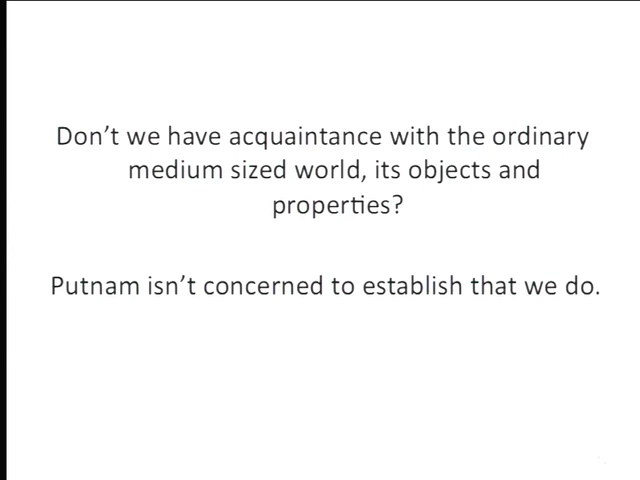 Don’t we have acquaintance with the ordinary
medium sized world, its objects and
properties?
Putnam isn’t concerned to establish that we do.